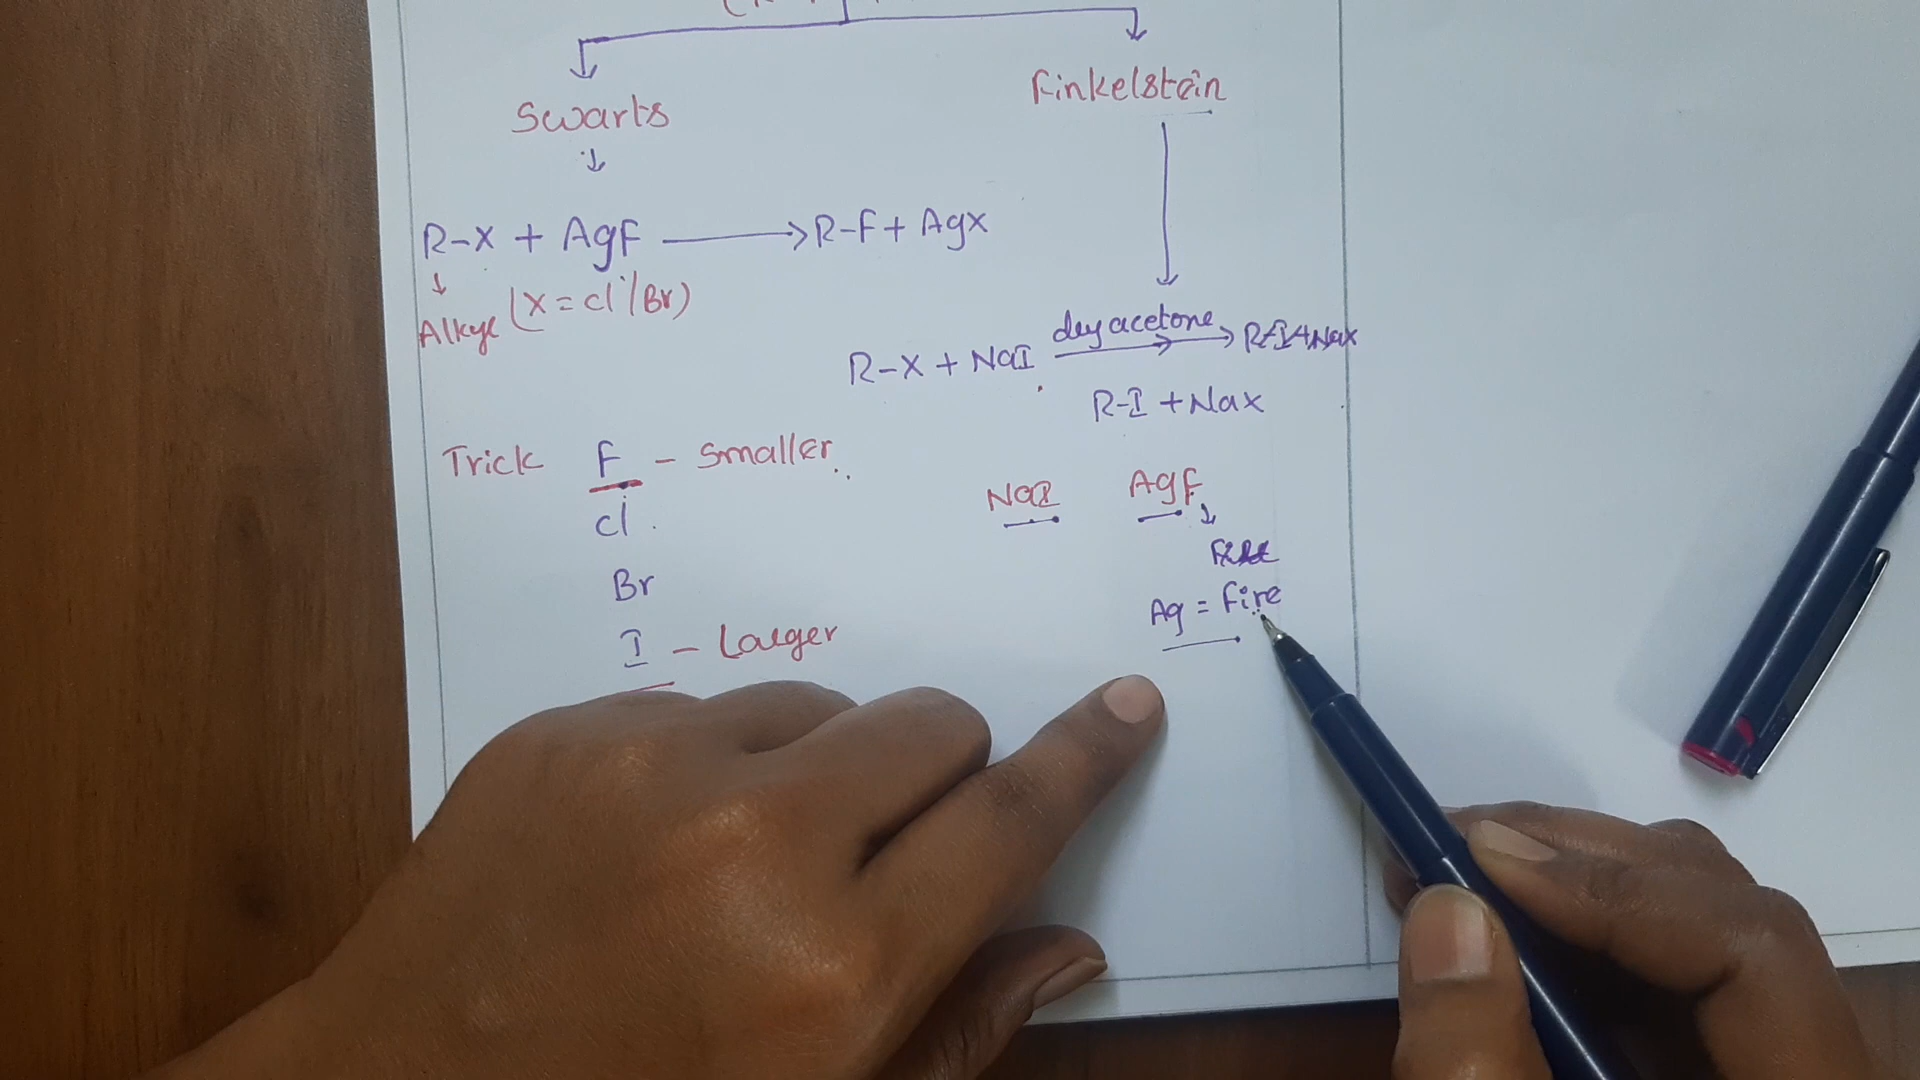 Swarts
Finkelstein
R-X + AgF → R-F + Agx
Alkyl (X = cl / Br)
dry acetone
R-X + NaI → R-I + Nax
R-I + Nax
Trick F - Smaller
cl
Br
I - Larger
NaI AgF
Ag = Fire